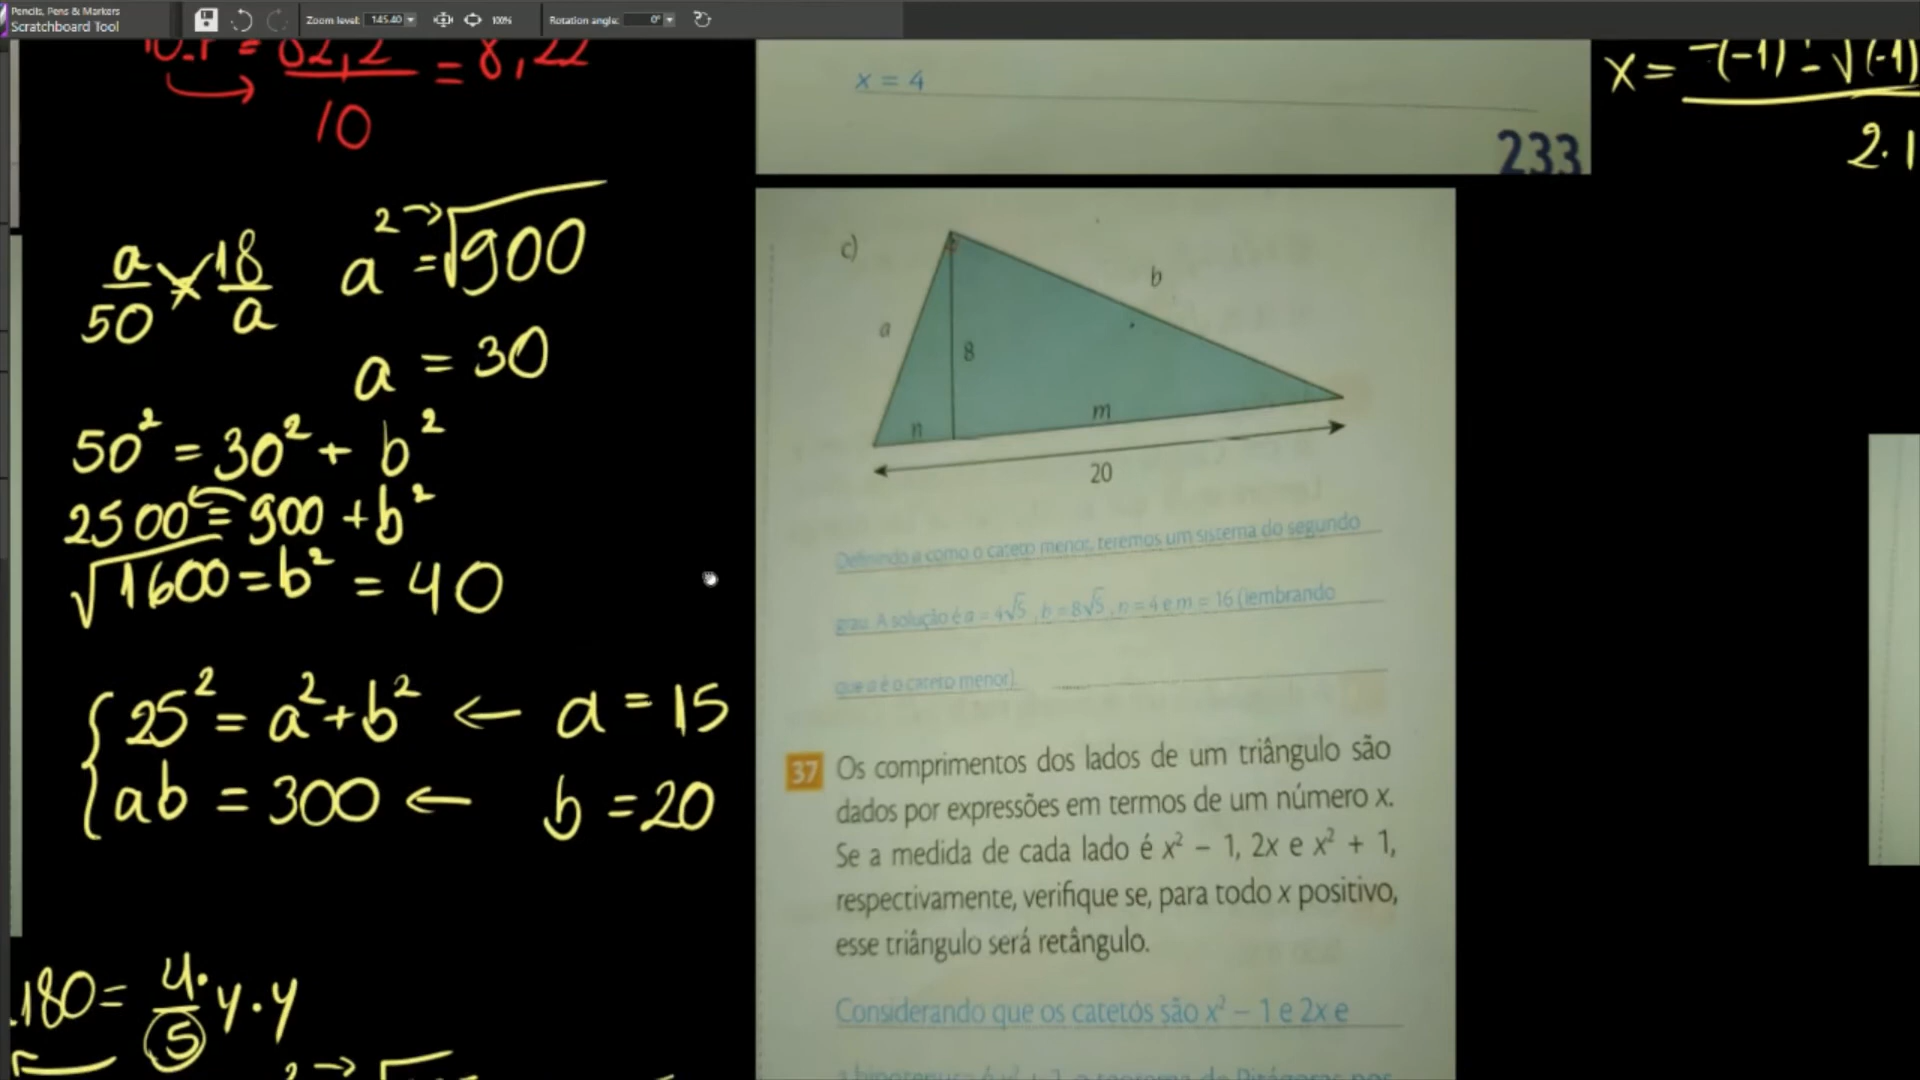 Pencils, Pens & Markers
Scratchboard Tool
Zoom level: 145.40
100%
Rotation angle: 0°
= 8,22
10
a/50 × 18/a
a² = √900
a = 30
50² = 30² + b²
2500 = 900 + b²
√1600 = b² = 40
25² = a² + b² ← a = 15
ab = 300 ← b = 20
180 = 4/5 · y · y
x = 4
233
c)
a
b
8
n
m
20
Definindo a como o cateto menor, teremos um sistema do segundo
grau. A solução é a = 4√5, b = 8√5, n = 4 e m = 16 (lembrando
que a é o cateto menor).
37 Os comprimentos dos lados de um triângulo são
dados por expressões em termos de um número x.
Se a medida de cada lado é x² − 1, 2x e x² + 1,
respectivamente, verifique se, para todo x positivo,
esse triângulo será retângulo.
Considerando que os catetos são x² − 1 e 2x e
x =
2.1